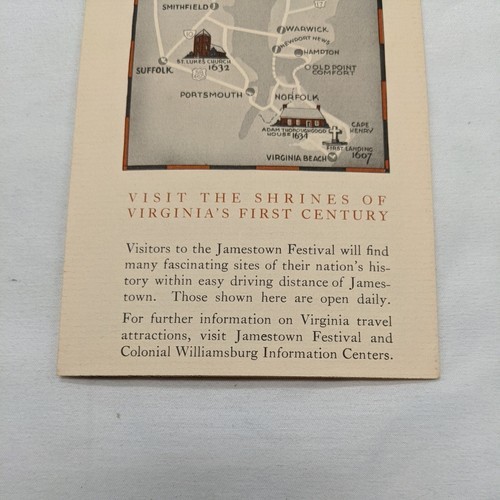 SMITHFIELD
17
WARWICK
NEWPORT NEWS
HAMPTON
ST. LUKES CHURCH
1632
OLD POINT
COMFORT
SUFFOLK
PORTSMOUTH
NORFOLK
ADAM THOROUGHGOOD
HOUSE 1634
CAPE
HENRY
FIRST LANDING
1607
VIRGINIA BEACH
VISIT THE SHRINES OF
VIRGINIA'S FIRST CENTURY
Visitors to the Jamestown Festival will find
many fascinating sites of their nation's his-
tory within easy driving distance of James-
town. Those shown here are open daily.
For further information on Virginia travel
attractions, visit Jamestown Festival and
Colonial Williamsburg Information Centers.